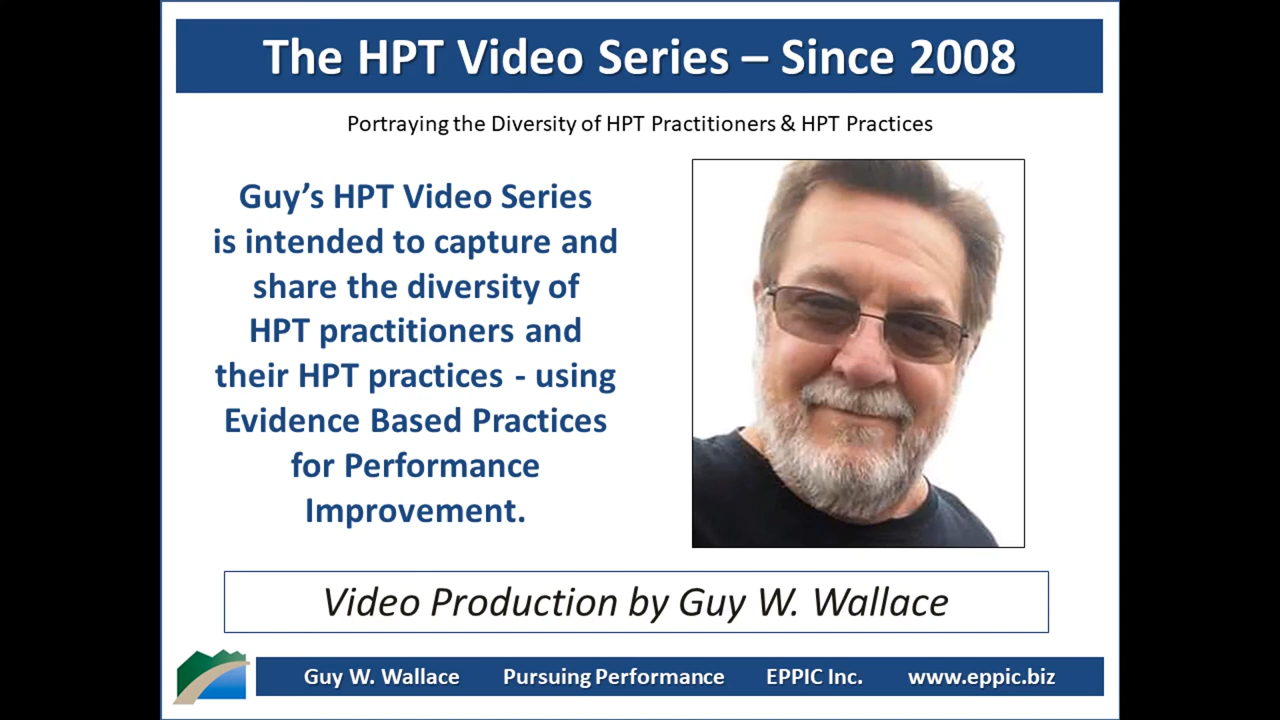 The HPT Video Series – Since 2008
Portraying the Diversity of HPT Practitioners & HPT Practices
Guy’s HPT Video Series
is intended to capture and
share the diversity of
HPT practitioners and
their HPT practices - using
Evidence Based Practices
for Performance
Improvement.
Video Production by Guy W. Wallace
Guy W. Wallace Pursuing Performance EPPIC Inc. www.eppic.biz